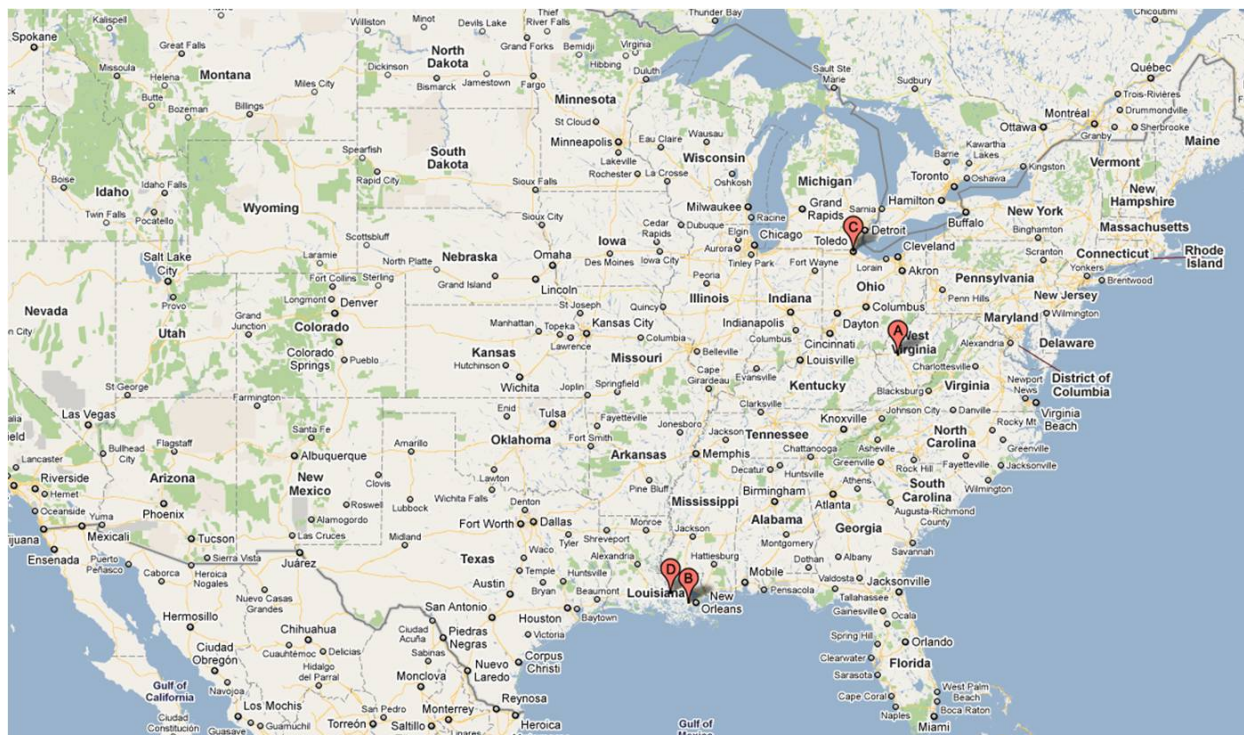 Thunder Bay
Chicoutimi
Kalispell
Williston
Minot
Devils Lake
Thief
River Falls
Spokane
Great Falls
Grand Forks
Bemidji
Virginia
Hibbing
North
Dakota
Dickinson
Jamestown
Bismarck
Fargo
Duluth
Missoula
Helena
Montana
Miles City
Butte
Bozeman
Billings
Sault Ste
Marie
Sudbury
Québec
Trois-Rivières
Drummondville
Montréal
Sherbrooke
Granby
Ottawa
Maine
Minnesota
St Cloud
Minneapolis
Eau Claire
Wausau
Lakeville
Wisconsin
Rochester
La Crosse
Oshkosh
South
Dakota
Spearfish
Rapid City
Sioux Falls
Michigan
Grand
Rapids
Sarnia
Barrie
Kawartha
Lakes
Kingston
Oshawa
Toronto
Hamilton
Buffalo
Vermont
New
Hampshire
New York
Massachusetts
Binghamton
Scranton
Connecticut
Rhode
Island
Boise
Idaho
Idaho Falls
Twin Falls
Pocatello
Wyoming
Sioux City
Milwaukee
Racine
Cedar
Rapids
Dubuque
Elgin
Chicago
Aurora
Tinley Park
C
Detroit
Toledo
Cleveland
Lorain
Akron
Fort Wayne
Scottsbluff
Iowa
Des Moines
Iowa City
Salt Lake
City
Laramie
Fort Collins
Sterling
North Platte
Nebraska
Grand Island
Omaha
Lincoln
Peoria
Illinois
Indiana
Ohio
Pennsylvania
Penn Hills
Yonkers
Brentwood
New Jersey
Wilmington
Provo
Longmont
Denver
Nevada
Utah
Grand
Junction
Colorado
Colorado
Springs
Pueblo
St Joseph
Quincy
Manhattan
Topeka
Kansas City
Lawrence
Columbia
Indianapolis
Columbus
Columbus
Dayton
Cincinnati
A
West
Virginia
Maryland
Alexandria
Delaware
District of
Columbia
Kansas
Hutchinson
Wichita
Missouri
Belleville
Cape
Girardeau
Evansville
Louisville
Kentucky
Charlottesville
Blacksburg
Virginia
Newport
News
Virginia
Beach
St George
Las Vegas
Farmington
Joplin
Springfield
Clarksville
Knoxville
Johnson City
Danville
Enid
Tulsa
Fayetteville
Jonesboro
Jackson
Tennessee
Chattanooga
Asheville
North
Carolina
Rocky Mt
Greenville
Santa Fe
Bullhead
City
Flagstaff
Albuquerque
Amarillo
Oklahoma
Fort Smith
Arkansas
Memphis
Decatur
Huntsville
Greenville
Rock Hill
Fayetteville
Jacksonville
Lancaster
Riverside
Hemet
Oceanside
Arizona
Phoenix
New
Mexico
Clovis
Roswell
Lubbock
Lawton
Wichita Falls
Pine Bluff
Mississippi
Birmingham
Athens
Atlanta
South
Carolina
Wilmington
Augusta-Richmond
County
Yuma
Mexicali
Ensenada
Tucson
Alamogordo
Las Cruces
Midland
Denton
Fort Worth
Dallas
Tyler
Shreveport
Monroe
Jackson
Alabama
Montgomery
Georgia
Savannah
Puerto
Peñasco
Sierra Vista
Heroica
Nogales
Juárez
Texas
Waco
Temple
Bryan
Huntsville
Alexandria
Hattiesburg
Dothan
Albany
Valdosta
Jacksonville
Caborca
Nuevo Casas
Grandes
Austin
Beaumont
D
B
Louisiana
New
Orleans
Mobile
Pensacola
Tallahassee
Gainesville
Ocala
Hermosillo
Chihuahua
San Antonio
Houston
Baytown
Victoria
Spring Hill
Orlando
Ciudad
Acuña
Piedras
Negras
Ciudad
Obregón
Cuauhtémoc
Delicias
Hidalgo
del Parral
Sabinas
Corpus
Christi
Clearwater
Sarasota
Florida
Gulf of
California
Navojoa
Monclova
Nuevo
Laredo
Cape Coral
West Palm
Beach
Boca Raton
Naples
Miami
Los Mochis
Reynosa
Ciudad
Constitución
Guasave
Guamuchil
San Pedro
Torreón
Monterrey
Saltillo
Linares
Heroica
Gulf of